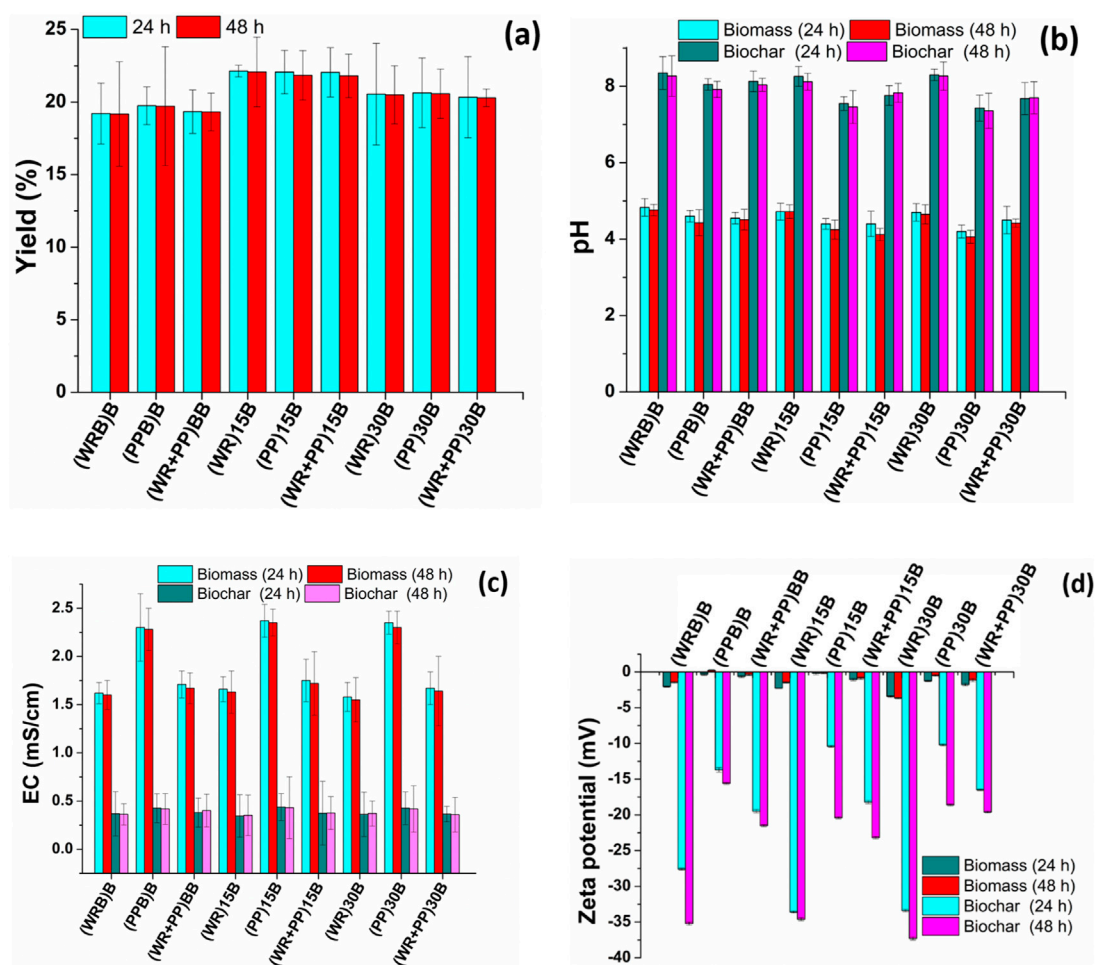 24 h 48 h
(a)
25
20
15
10
5
0
Yield (%)
(WRB)B
(PPB)B
(WR+PP)BB
(WR)15B
(PP)15B
(WR+PP)15B
(WR)30B
(PP)30B
(WR+PP)30B
Biomass (24 h) Biomass (48 h)
Biochar (24 h) Biochar (48 h)
(b)
8
6
4
2
0
pH
(WRB)B
(PPB)B
(WR+PP)BB
(WR)15B
(PP)15B
(WR+PP)15B
(WR)30B
(PP)30B
(WR+PP)30B
Biomass (24 h) Biomass (48 h)
Biochar (24 h) Biochar (48 h)
(c)
2.5
2.0
1.5
1.0
0.5
0.0
EC (mS/cm)
(WRB)B
(PPB)B
(WR+PP)BB
(WR)15B
(PP)15B
(WR+PP)15B
(WR)30B
(PP)30B
(WR+PP)30B
(d)
(WRB)B
(PPB)B
(WR+PP)BB
(WR)15B
(PP)15B
(WR+PP)15B
(WR)30B
(PP)30B
(WR+PP)30B
0
-5
-10
-15
-20
-25
-30
-35
-40
Zeta potential (mV)
Biomass (24 h)
Biomass (48 h)
Biochar (24 h)
Biochar (48 h)